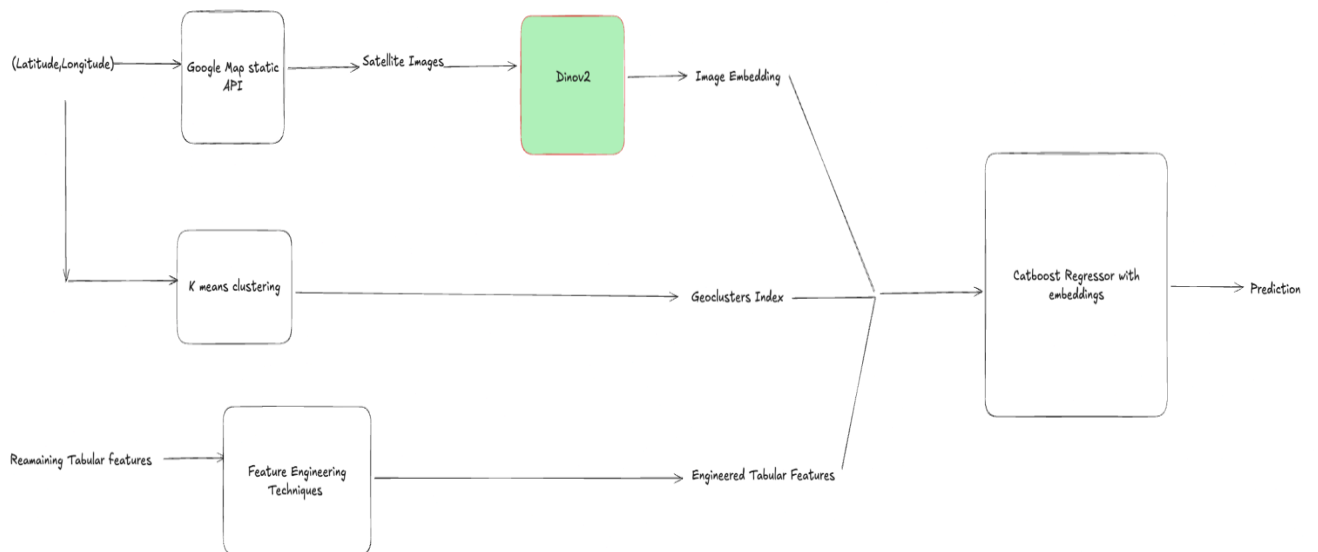 (Latitude,Longitude)
Google Map static
API
Satellite Images
Dinov2
Image Embedding
K means clustering
Geoclusters Index
Catboost Regressor with
embeddings
Prediction
Reamaining Tabular features
Feature Engineering
Techniques
Engineered Tabular Features